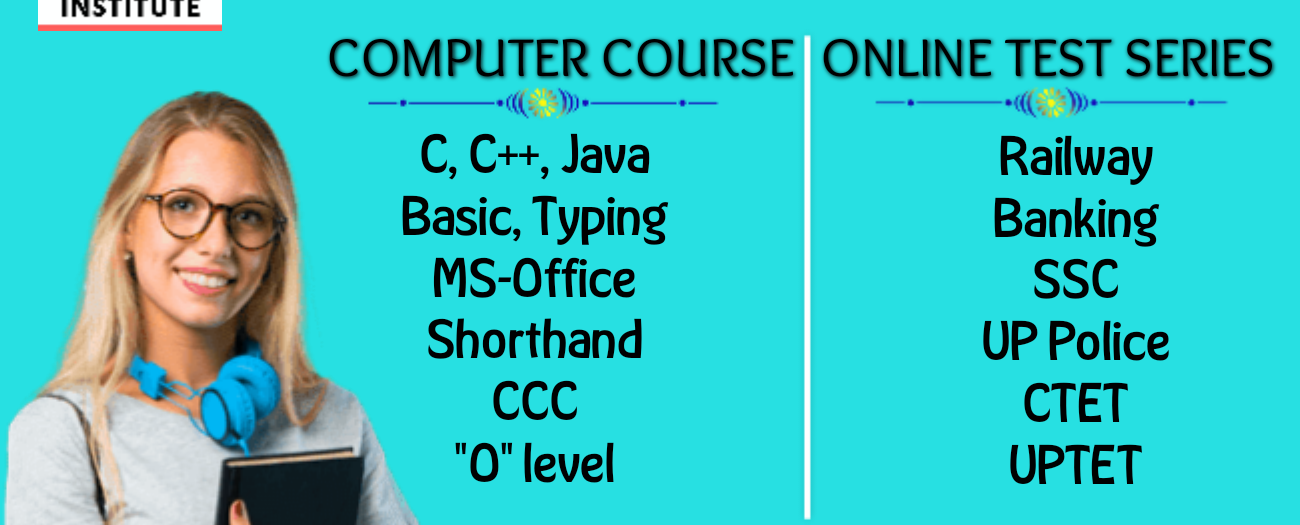 INSTITUTE
COMPUTER COURSE
C, C++, Java
Basic, Typing
MS-Office
Shorthand
CCC
"O" level
ONLINE TEST SERIES
Railway
Banking
SSC
UP Police
CTET
UPTET